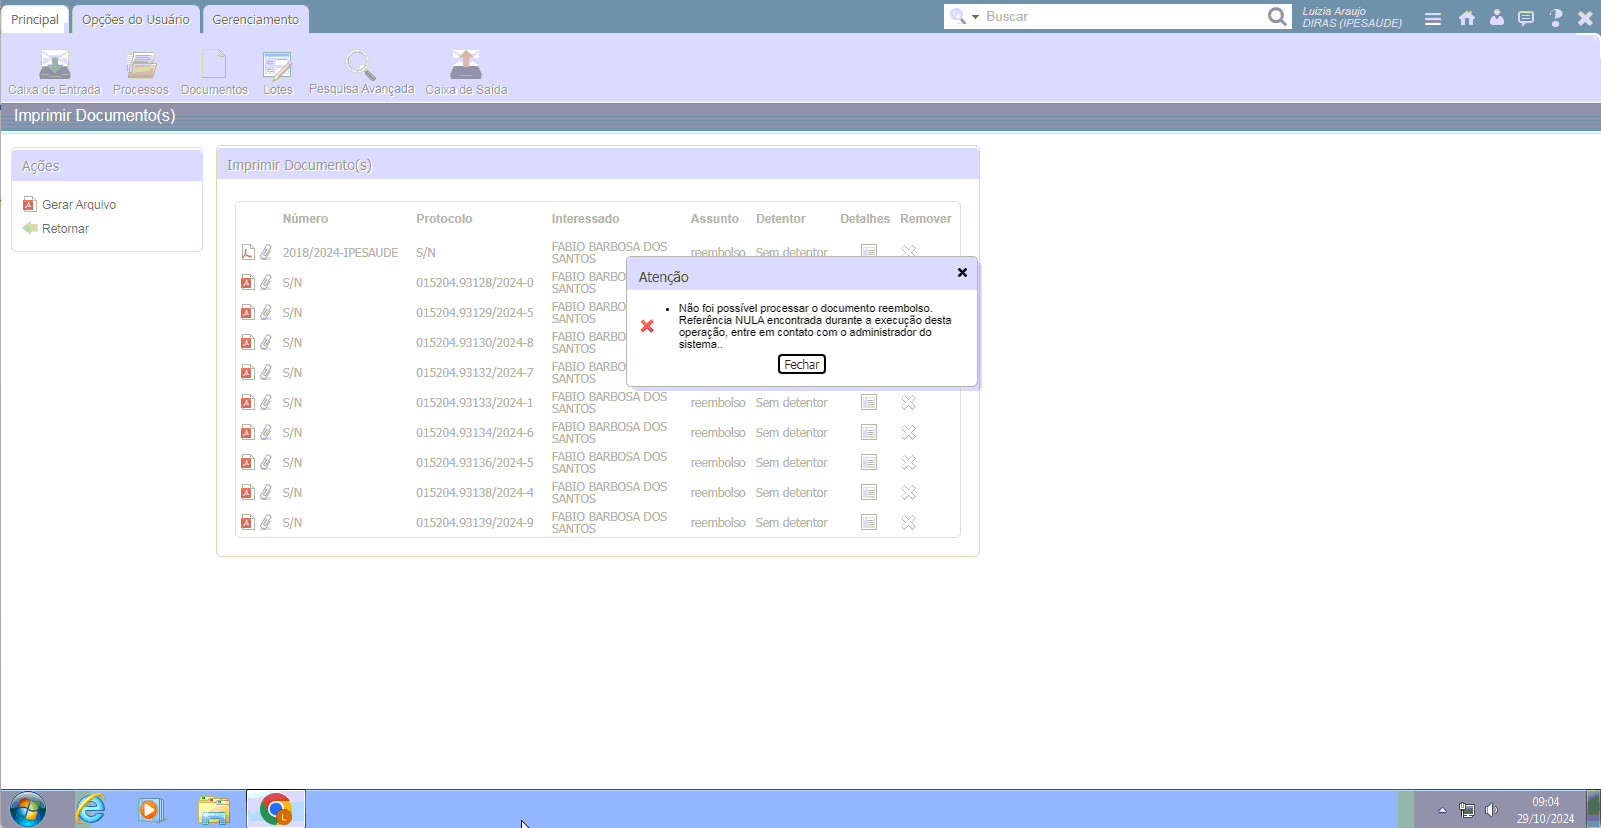 Principal Opções do Usuário Gerenciamento
Buscar
Luizia Araujo
DIRAS (IPESAUDE)
Caixa de Entrada Processos Documentos Lotes Pesquisa Avançada Caixa de Saída
Imprimir Documento(s)
Ações
Gerar Arquivo
Retornar
Imprimir Documento(s)
Número Protocolo Interessado Assunto Detentor Detalhes Remover
2018/2024-IPESAUDE S/N FABIO BARBOSA DOS SANTOS reembolso Sem detentor
S/N 015204.93128/2024-0 FABIO BARBO
SANTOS
S/N 015204.93129/2024-5 FABIO BARBO
SANTOS
S/N 015204.93130/2024-8 FABIO BARBO
SANTOS
S/N 015204.93132/2024-7 FABIO BARBO
SANTOS
S/N 015204.93133/2024-1 FABIO BARBOSA DOS SANTOS reembolso Sem detentor
S/N 015204.93134/2024-6 FABIO BARBOSA DOS SANTOS reembolso Sem detentor
S/N 015204.93136/2024-5 FABIO BARBOSA DOS SANTOS reembolso Sem detentor
S/N 015204.93138/2024-4 FABIO BARBOSA DOS SANTOS reembolso Sem detentor
S/N 015204.93139/2024-9 FABIO BARBOSA DOS SANTOS reembolso Sem detentor
Atenção
Não foi possível processar o documento reembolso.
Referência NULA encontrada durante a execução desta
operação, entre em contato com o administrador do
sistema..
Fechar
L
09:04
29/10/2024